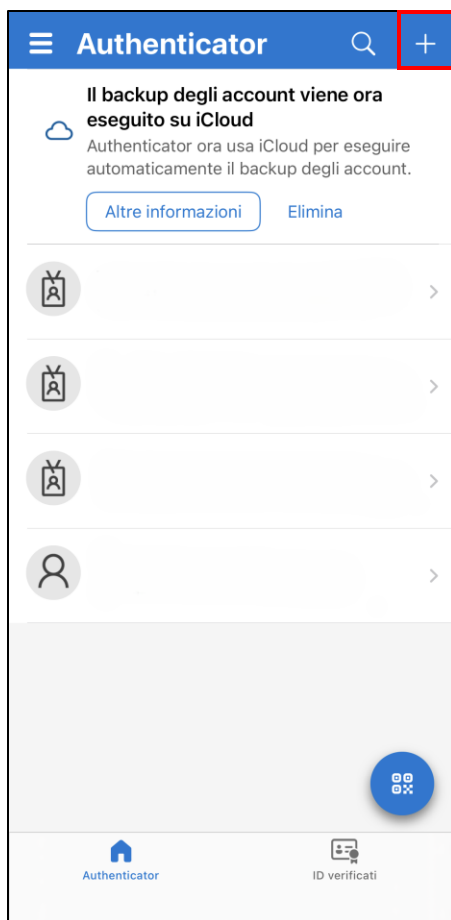 Authenticator
Il backup degli account viene ora
eseguito su iCloud
Authenticator ora usa iCloud per eseguire
automaticamente il backup degli account.
Altre informazioni Elimina
Authenticator ID verificati